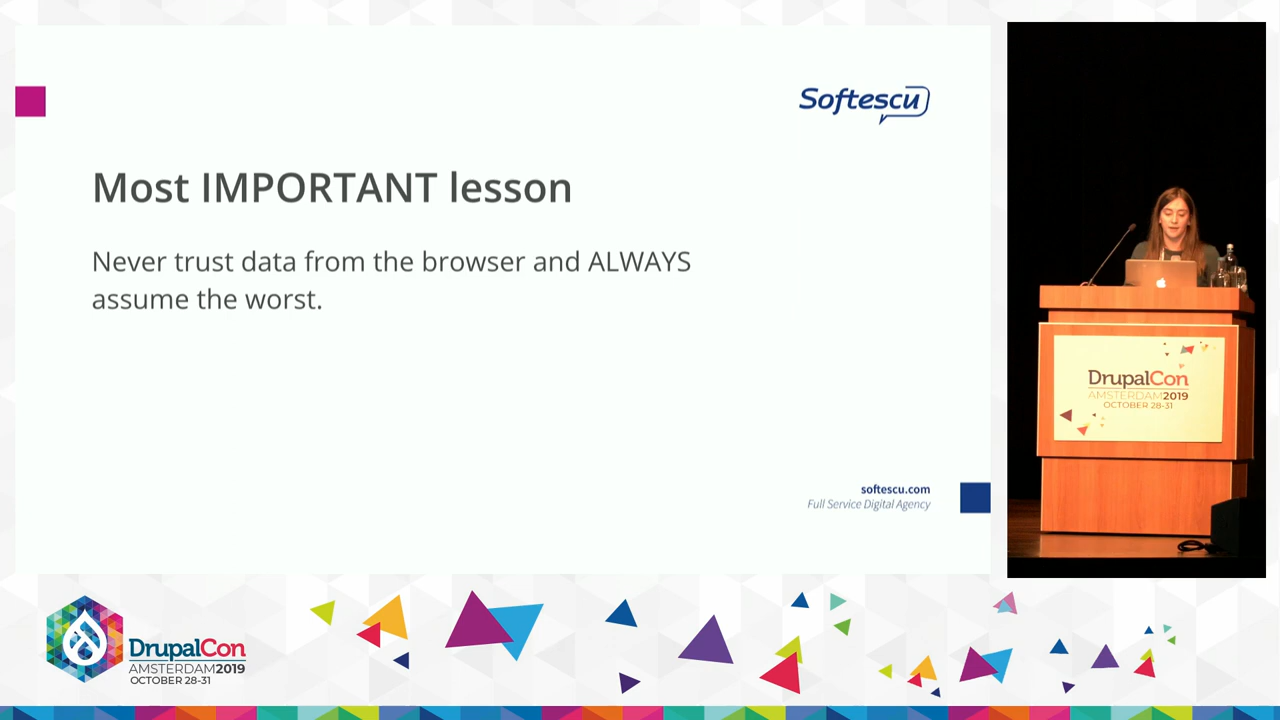 Softescu
Most IMPORTANT lesson
Never trust data from the browser and ALWAYS
assume the worst.
softescu.com
Full Service Digital Agency
DrupalCon
AMSTERDAM2019
OCTOBER 28-31
DrupalCon
AMSTERDAM2019
OCTOBER 28-31